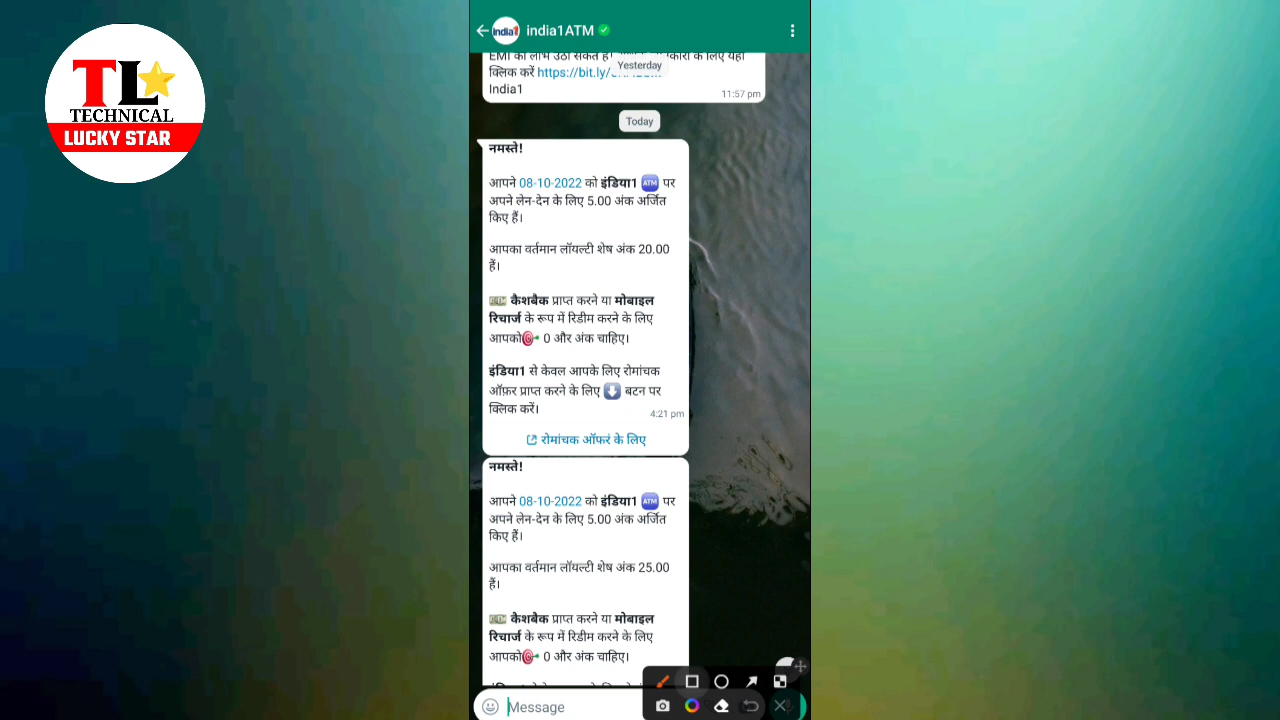 TL
TECHNICAL
LUCKY STAR
india1 india1ATM
EMI का लाभ उठा सकते हैं।
Yesterday
क्लिक करें https://bit.ly/
India1
11:57 pm
Today
नमस्ते!
आपने 08-10-2022 को इंडिया1 ATM पर
अपने लेन-देन के लिए 5.00 अंक अर्जित
किए हैं।
आपका वर्तमान लॉयल्टी शेष अंक 20.00
हैं।
कैशबैक प्राप्त करने या मोबाइल
रिचार्ज के रूप में रिडीम करने के लिए
आपको 0 और अंक चाहिए।
इंडिया1 से केवल आपके लिए रोमांचक
ऑफ़र प्राप्त करने के लिए बटन पर
क्लिक करें।
4:21 pm
रोमांचक ऑफरं के लिए
नमस्ते!
आपने 08-10-2022 को इंडिया1 ATM पर
अपने लेन-देन के लिए 5.00 अंक अर्जित
किए हैं।
आपका वर्तमान लॉयल्टी शेष अंक 25.00
हैं।
कैशबैक प्राप्त करने या मोबाइल
रिचार्ज के रूप में रिडीम करने के लिए
आपको 0 और अंक चाहिए।
Message